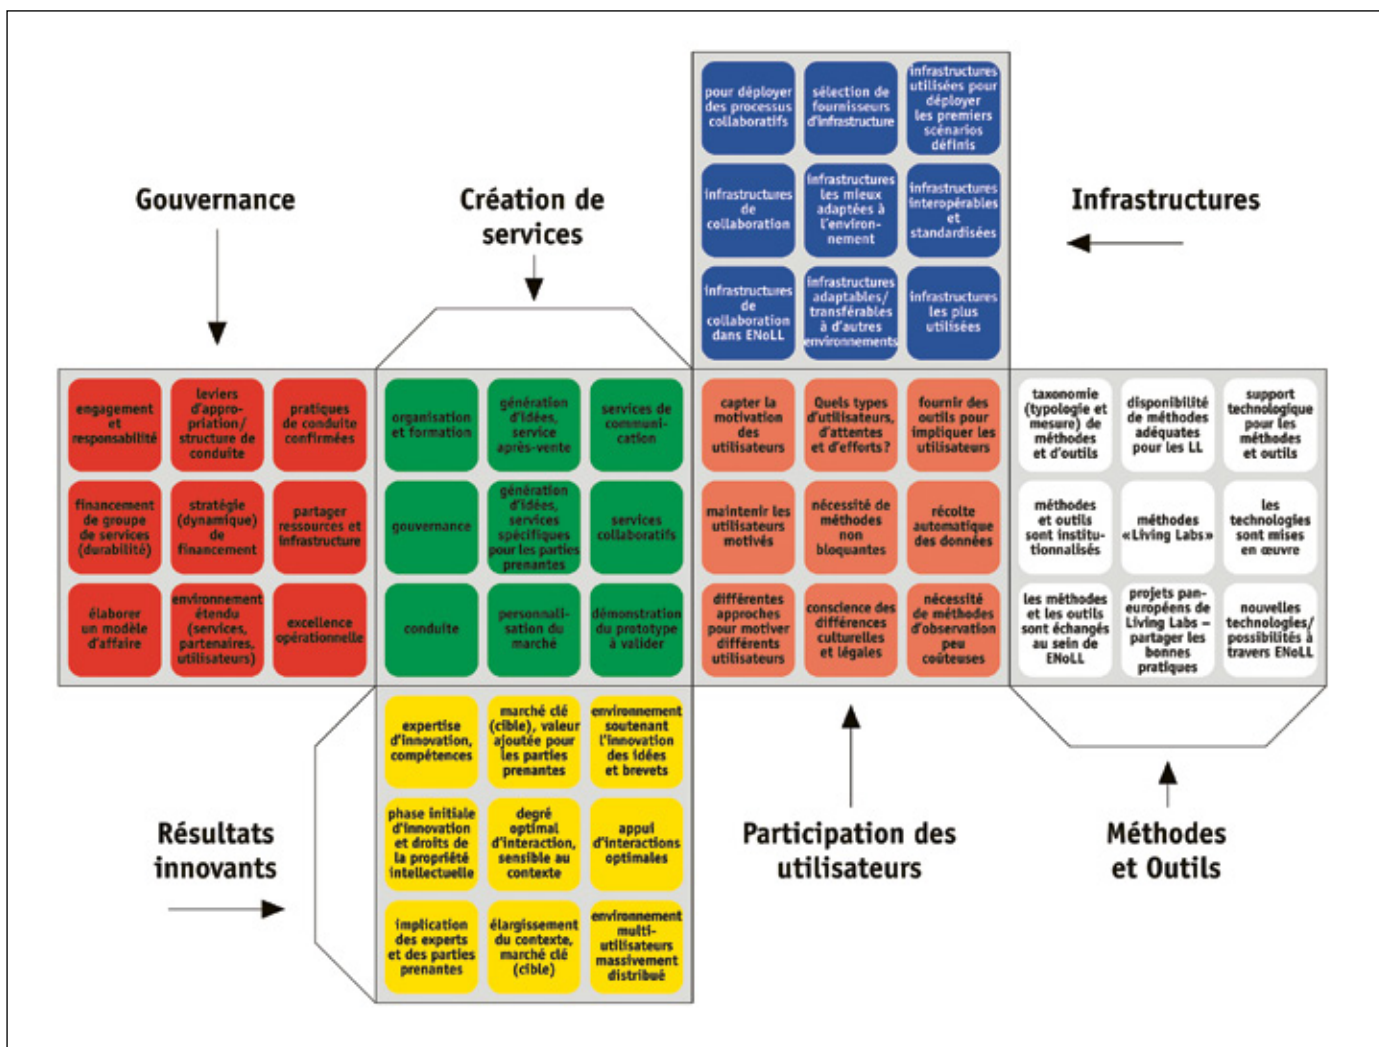 Gouvernance
Création de
services
Infrastructures
pour déployer
des processus
collaboratifs
sélection de
fournisseurs
d'infrastructure
infrastructures
utilisées pour
déployer
les premiers
scénarios
définis
infrastructures
de
collaboration
infrastructures
les mieux
adaptées à
l'environ-
nement
infrastructures
interopérables
et
standardisées
infrastructures
de
collaboration
dans ENoLL
infrastructures
adaptables/
transférables
à d'autres
environnements
infrastructures
les plus
utilisées
engagement
et
responsabilité
leviers
d'appro-
priation/
structure de
conduite
pratiques
de conduite
confirmées
financement
de groupe
de services
(durabilité)
stratégie
(dynamique)
de
financement
partager
ressources et
infrastructure
élaborer
un modèle
d'affaire
environnement
étendu
(services,
partenaires,
utilisateurs)
excellence
opérationnelle
organisation
et formation
génération
d'idées,
service
après-vente
services de
communi-
cation
gouvernance
génération
d'idées,
services
spécifiques
pour les parties
prenantes
services
collaboratifs
conduite
personnali-
sation du
marché
démonstration
du prototype
à valider
capter la
motivation
des
utilisateurs
Quels types
d'utilisateurs,
d'attentes
et d'efforts?
fournir des
outils pour
impliquer les
utilisateurs
maintenir les
utilisateurs
motivés
nécessité de
méthodes
non
bloquantes
récolte
automatique
des données
différentes
approches
pour motiver
différents
utilisateurs
conscience des
différences
culturelles
et légales
nécessité
de méthodes
d'observation
peu
coûteuses
taxonomie
(typologie et
mesure) de
méthodes
et d'outils
disponibilité
de méthodes
adéquates
pour les LL
support
technologique
pour les
méthodes et
outils
méthodes
et outils
sont institu-
tionnalisés
méthodes
«Living Labs»
les
technologies
sont mises
en œuvre
les méthodes
et les outils
sont échangés
au sein de
ENoLL
projets pan-
européens de
Living Labs –
partager les
bonnes
pratiques
nouvelles
technologies/
possibilités à
travers ENoLL
expertise
d'innovation,
compétences
marché clé
(cible), valeur
ajoutée pour
les parties
prenantes
environnement
soutenant
l'innovation
des idées
et brevets
phase initiale
d'innovation
et droits de
la propriété
intellectuelle
degré
optimal
d'interaction,
sensible au
contexte
appui
d'interactions
optimales
implication
des experts
et des parties
prenantes
élargissement
du contexte,
marché clé
(cible)
environnement
multi-
utilisateurs
massivement
distribué
Résultats
innovants
Participation des
utilisateurs
Méthodes
et Outils